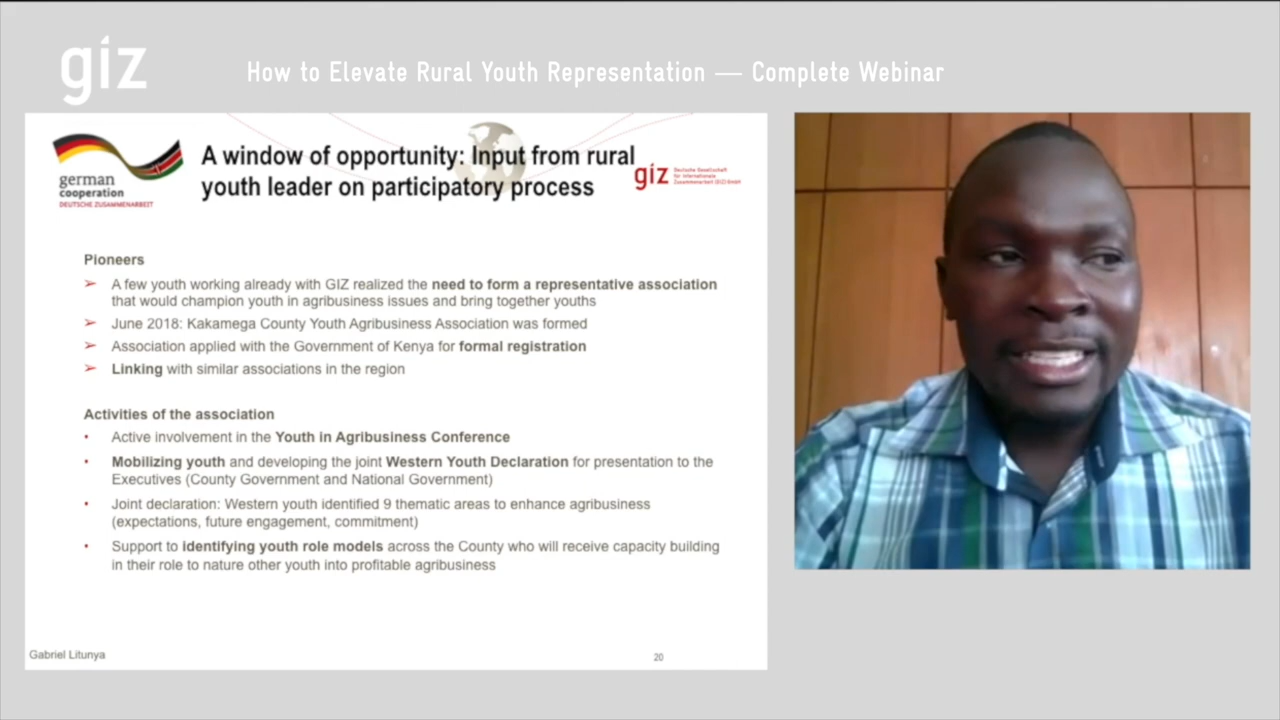 giz
How to Elevate Rural Youth Representation — Complete Webinar
german
cooperation
DEUTSCHE ZUSAMMENARBEIT
A window of opportunity: Input from rural
youth leader on participatory process
giz
Deutsche Gesellschaft
für Internationale
Zusammenarbeit (GIZ) GmbH
Pioneers
➢ A few youth working already with GIZ realized the need to form a representative association
that would champion youth in agribusiness issues and bring together youths
➢ June 2018: Kakamega County Youth Agribusiness Association was formed
➢ Association applied with the Government of Kenya for formal registration
➢ Linking with similar associations in the region
Activities of the association
• Active involvement in the Youth in Agribusiness Conference
• Mobilizing youth and developing the joint Western Youth Declaration for presentation to the
Executives (County Government and National Government)
• Joint declaration: Western youth identified 9 thematic areas to enhance agribusiness
(expectations, future engagement, commitment)
• Support to identifying youth role models across the County who will receive capacity building
in their role to nature other youth into profitable agribusiness
Gabriel Litunya
20